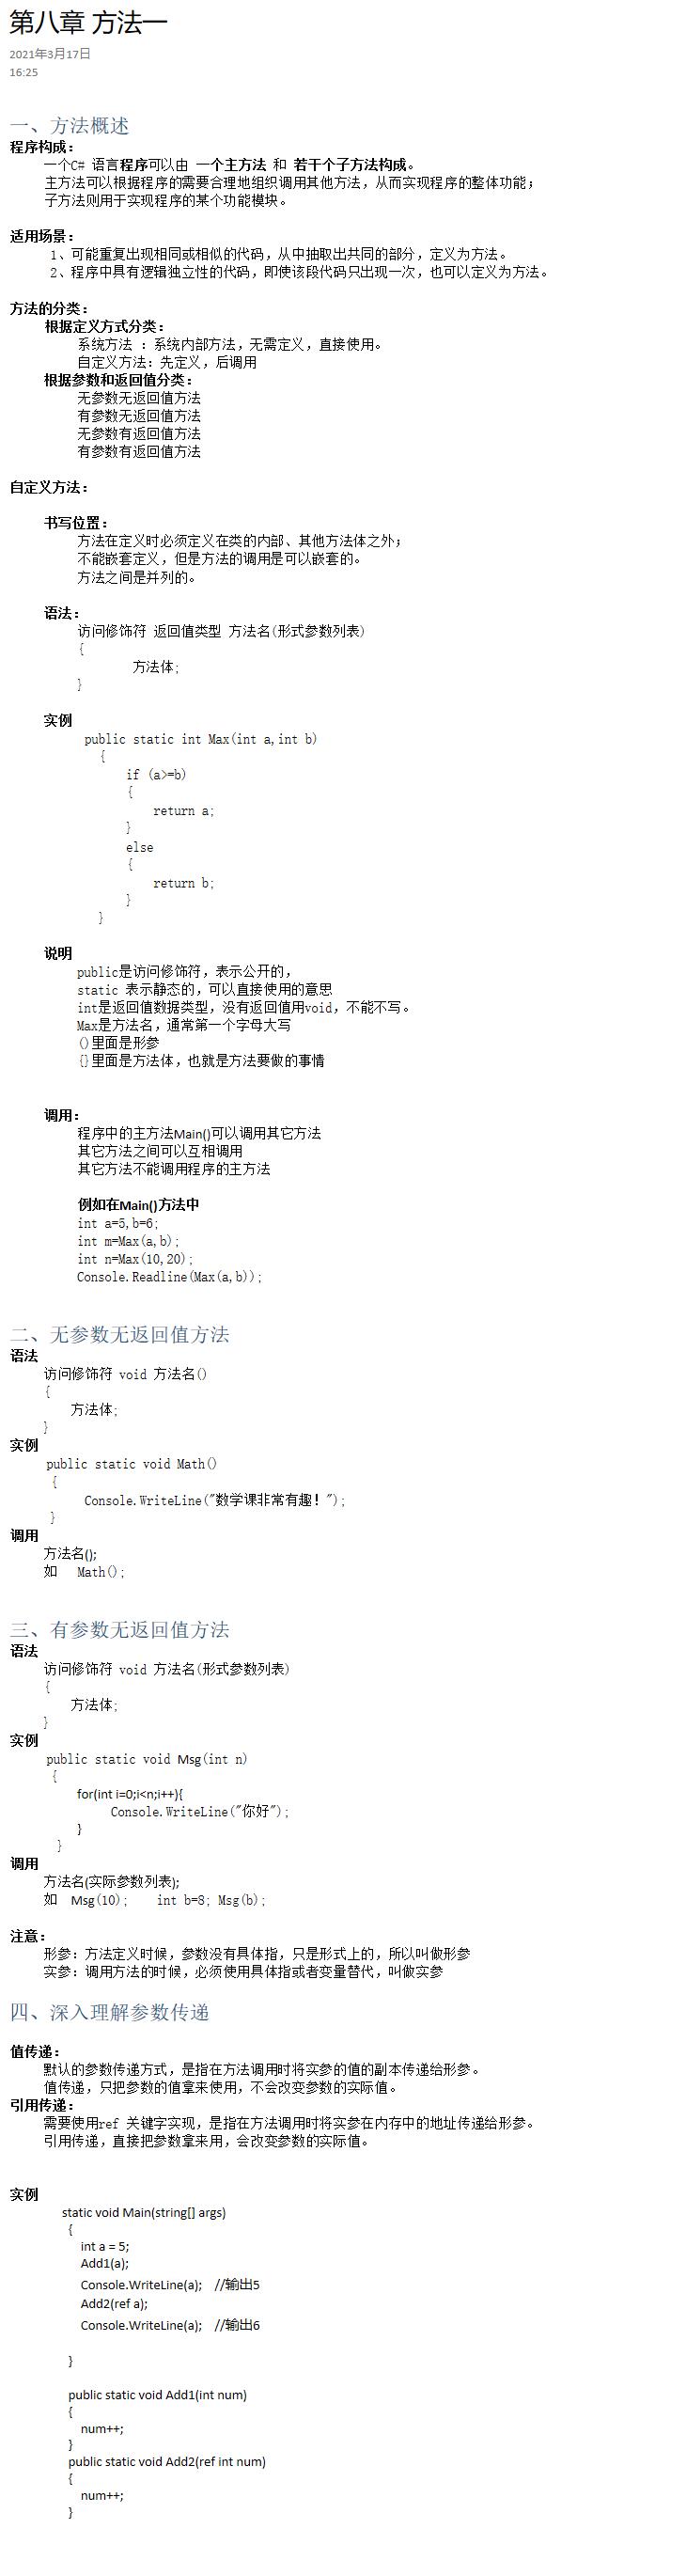 第八章 方法一
2021年3月17日
16:25
一、方法概述
程序构成：
一个C# 语言程序可以由 一个主方法 和 若干个子方法构成。
主方法可以根据程序的需要合理地组织调用其他方法，从而实现程序的整体功能；
子方法则用于实现程序的某个功能模块。
适用场景：
1、可能重复出现相同或相似的代码，从中抽取出共同的部分，定义为方法。
2、程序中具有逻辑独立性的代码，即使该段代码只出现一次，也可以定义为方法。
方法的分类：
根据定义方式分类：
系统方法 ：系统内部方法，无需定义，直接使用。
自定义方法：先定义，后调用
根据参数和返回值分类：
无参数无返回值方法
有参数无返回值方法
无参数有返回值方法
有参数有返回值方法
自定义方法：
书写位置：
方法在定义时必须定义在类的内部、其他方法体之外；
不能嵌套定义，但是方法的调用是可以嵌套的。
方法之间是并列的。
语法：
访问修饰符 返回值类型 方法名(形式参数列表)
{
方法体;
}
实例
public static int Max(int a,int b)
{
if (a>=b)
{
return a;
}
else
{
return b;
}
}
说明
public是访问修饰符，表示公开的，
static 表示静态的，可以直接使用的意思
int是返回值数据类型，没有返回值用void，不能不写。
Max是方法名，通常第一个字母大写
()里面是形参
{}里面是方法体，也就是方法要做的事情
调用：
程序中的主方法Main()可以调用其它方法
其它方法之间可以互相调用
其它方法不能调用程序的主方法
例如在Main()方法中
int a=5,b=6;
int m=Max(a,b);
int n=Max(10,20);
Console.Readline(Max(a,b));
二、无参数无返回值方法
语法
访问修饰符 void 方法名()
{
方法体;
}
实例
public static void Math()
{
Console.WriteLine("数学课非常有趣！");
}
调用
方法名();
如 Math();
三、有参数无返回值方法
语法
访问修饰符 void 方法名(形式参数列表)
{
方法体;
}
实例
public static void Msg(int n)
{
for(int i=0;i<n;i++){
Console.WriteLine("你好");
}
}
调用
方法名(实际参数列表);
如 Msg(10); int b=8; Msg(b);
注意：
形参：方法定义时候，参数没有具体指，只是形式上的，所以叫做形参
实参：调用方法的时候，必须使用具体指或者变量替代，叫做实参
四、深入理解参数传递
值传递：
默认的参数传递方式，是指在方法调用时将实参的值的副本传递给形参。
值传递，只把参数的值拿来使用，不会改变参数的实际值。
引用传递：
需要使用ref 关键字实现，是指在方法调用时将实参在内存中的地址传递给形参。
引用传递，直接把参数拿来用，会改变参数的实际值。
实例
static void Main(string[] args)
{
int a = 5;
Add1(a);
Console.WriteLine(a); //输出5
Add2(ref a);
Console.WriteLine(a); //输出6
}
public static void Add1(int num)
{
num++;
}
public static void Add2(ref int num)
{
num++;
}